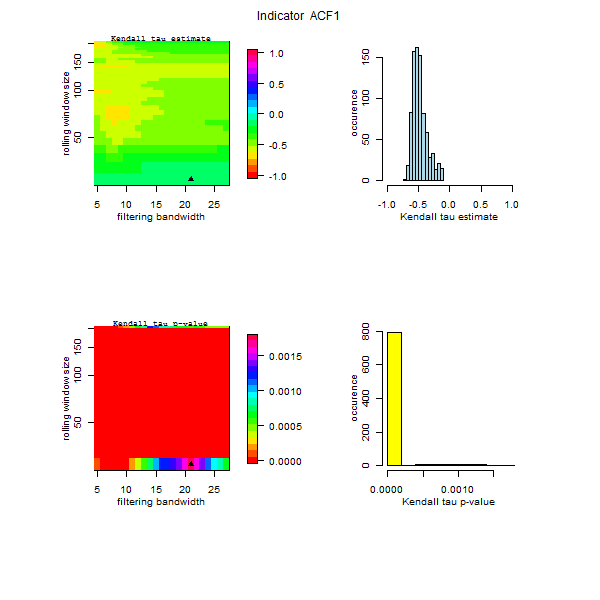 Indicator ACF1
Kendall tau estimate
rolling window size
50 100 150
5 10 15 20 25
filtering bandwidth
1.0
0.5
0.0
-0.5
-1.0
occurence
0 50 100 150
-1.0 -0.5 0.0 0.5 1.0
Kendall tau estimate
Kendall tau p-value
rolling window size
50 100 150
5 10 15 20 25
filtering bandwidth
0.0015
0.0010
0.0005
0.0000
occurence
0 200 400 600 800
0.0000 0.0010
Kendall tau p-value